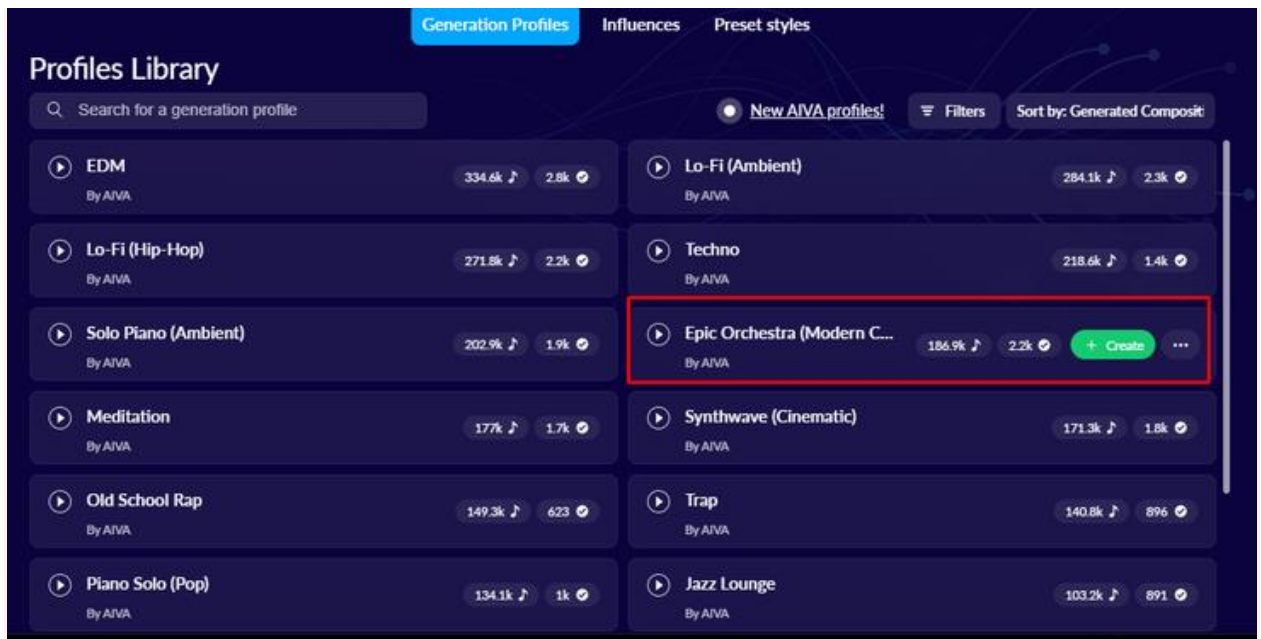 Generation Profiles Influences Preset styles
Profiles Library
Search for a generation profile
New AIVA profiles! Filters Sort by: Generated Composit
EDM 334.6k 2.8k
By AIVA
Lo-Fi (Ambient) 284.1k 2.3k
By AIVA
Lo-Fi (Hip-Hop) 271.8k 2.2k
By AIVA
Techno 218.6k 1.4k
By AIVA
Solo Piano (Ambient) 202.9k 1.9k
By AIVA
Epic Orchestra (Modern C... 186.9k 2.2k + Create ...
By AIVA
Meditation 177k 1.7k
By AIVA
Synthwave (Cinematic) 171.3k 1.8k
By AIVA
Old School Rap 149.3k 623
By AIVA
Trap 140.8k 896
By AIVA
Piano Solo (Pop) 134.1k 1k
By AIVA
Jazz Lounge 103.2k 891
By AIVA